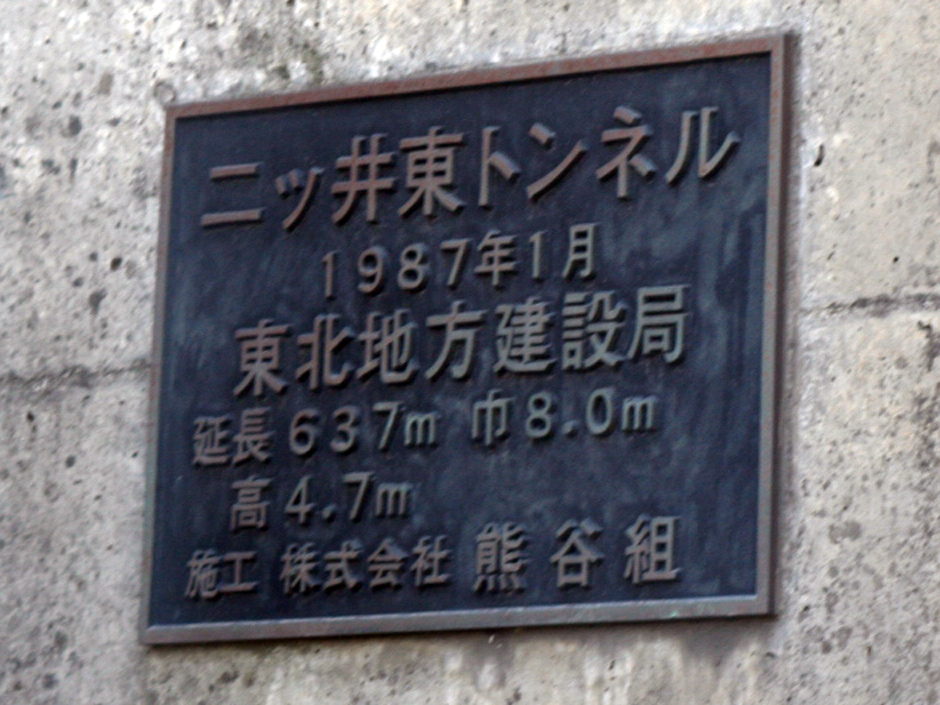 二ッ井東トンネル
1987年1月
東北地方建設局
延長637m 巾8.0m
高4.7m
施工 株式会社 熊谷組